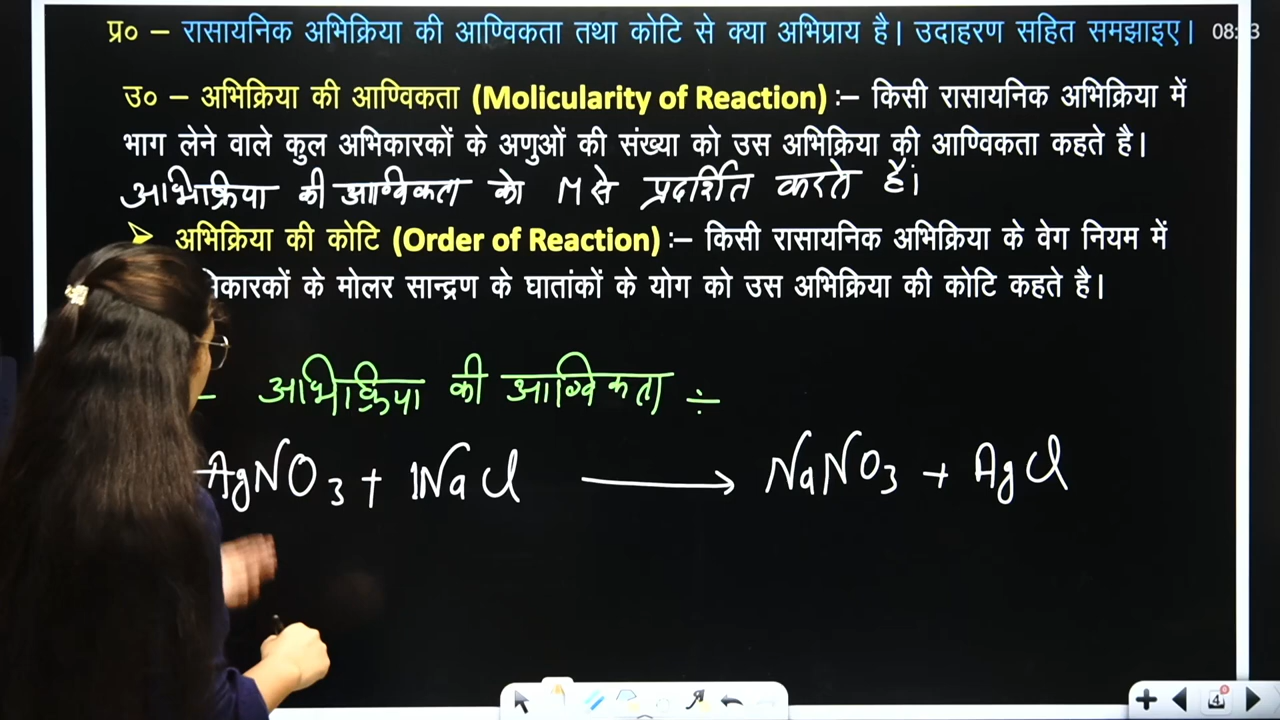 प्र० – रासायनिक अभिक्रिया की आण्विकता तथा कोटि से क्या अभिप्राय है। उदाहरण सहित समझाइए।
उ० – अभिक्रिया की आण्विकता (Molicularity of Reaction) :– किसी रासायनिक अभिक्रिया में
भाग लेने वाले कुल अभिकारकों के अणुओं की संख्या को उस अभिक्रिया की आण्विकता कहते है।
अभिक्रिया की आण्विकता को M से प्रदर्शित करते हैं।
➢ अभिक्रिया की कोटि (Order of Reaction) :– किसी रासायनिक अभिक्रिया के वेग नियम में
के मोलर सान्द्रण के घातांकों के योग को उस अभिक्रिया की कोटि कहते है।
– अभिक्रिया की आण्विकता ÷
AgNO3 + 1NaCl ⟶ NaNO3 + AgCl
4